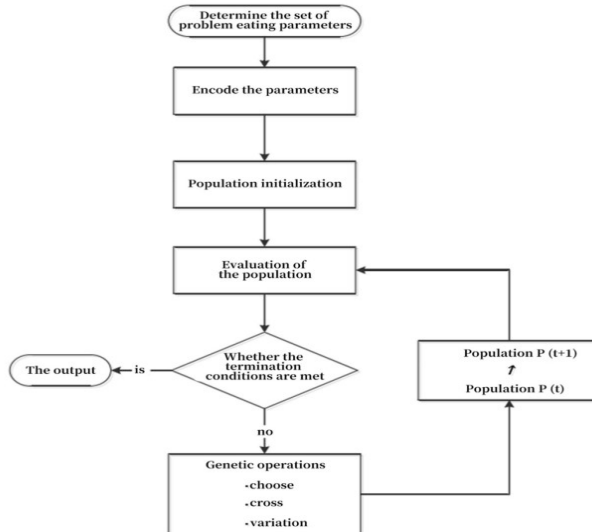 Determine the set of
problem eating parameters
Encode the parameters
Population initialization
Evaluation of
the population
Whether the
termination
conditions are met
is
The output
no
Genetic operations
-choose
-cross
-variation
Population P (t+1)
Population P (t)